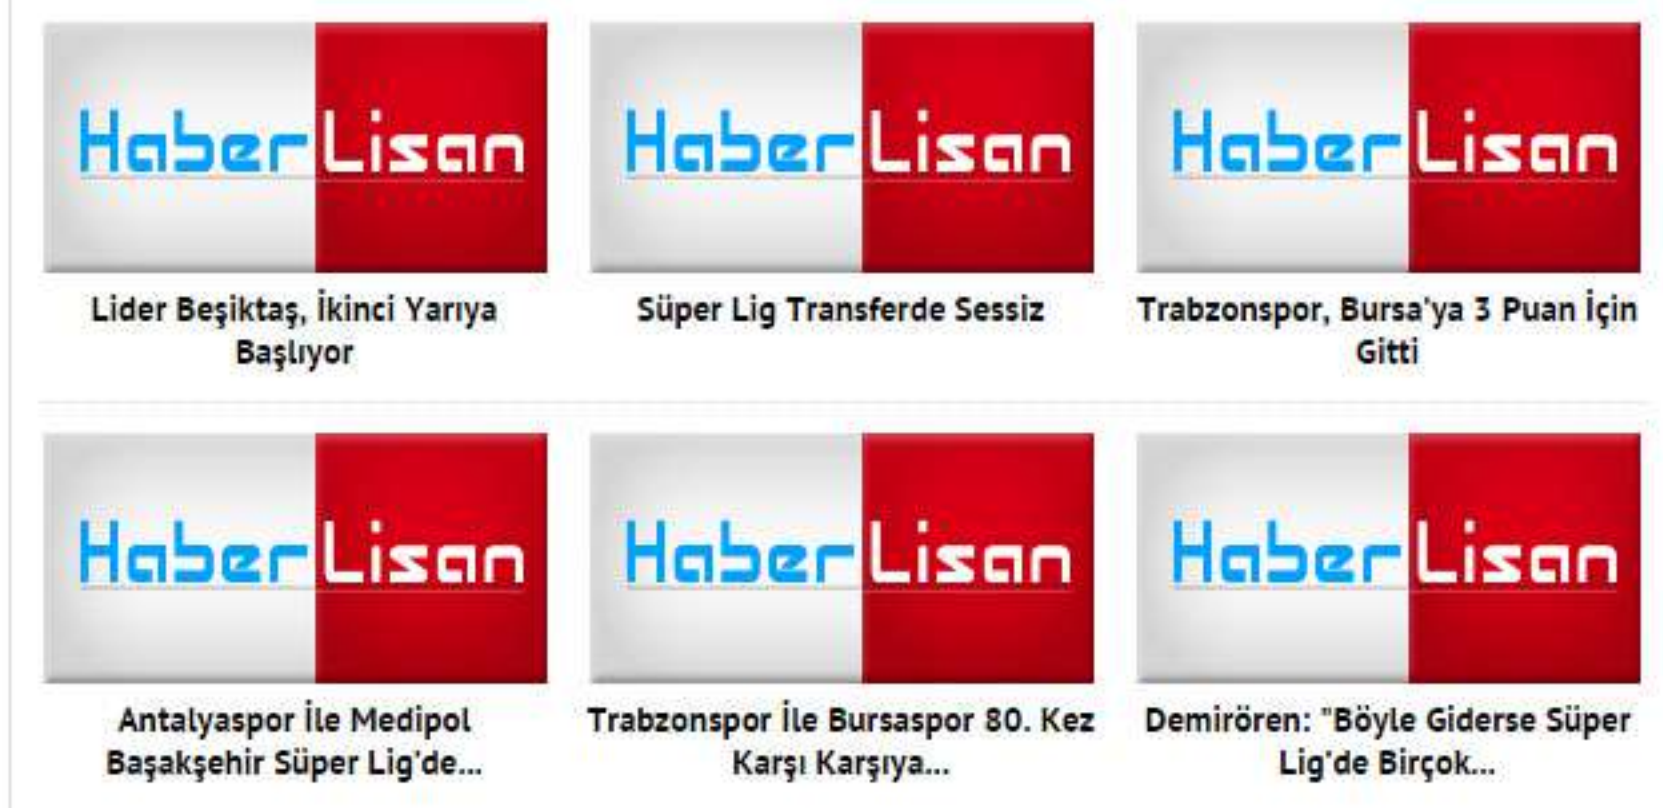 HaberLisan
HaberLisan
HaberLisan
Lider Beşiktaş, İkinci Yarıya
Başlıyor
Süper Lig Transferde Sessiz
Trabzonspor, Bursa'ya 3 Puan İçin
Gitti
HaberLisan
HaberLisan
HaberLisan
Antalyaspor İle Medipol
Başakşehir Süper Lig'de...
Trabzonspor İle Bursaspor 80. Kez
Karşı Karşıya...
Demirören: "Böyle Giderse Süper
Lig'de Birçok...